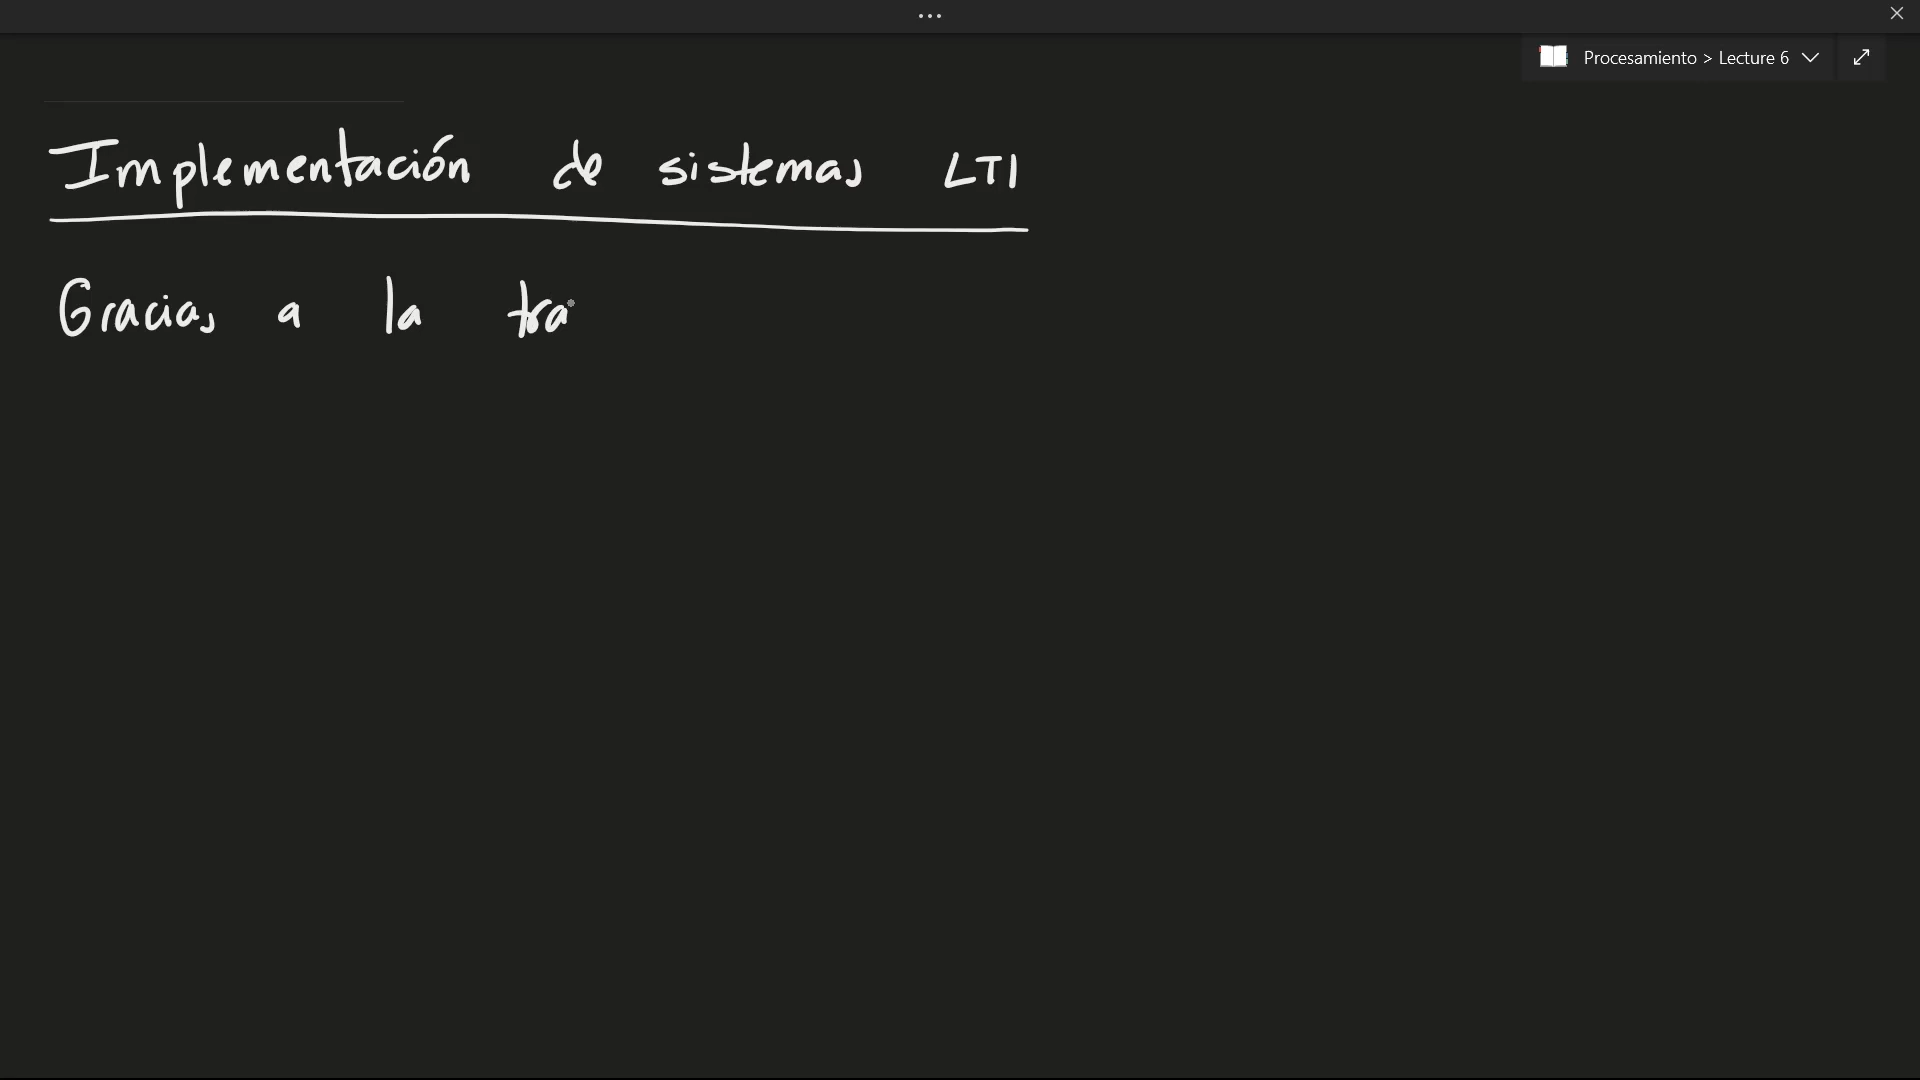 Procesamiento > Lecture 6
Implementación de sistemas LTI
Gracias a la tra